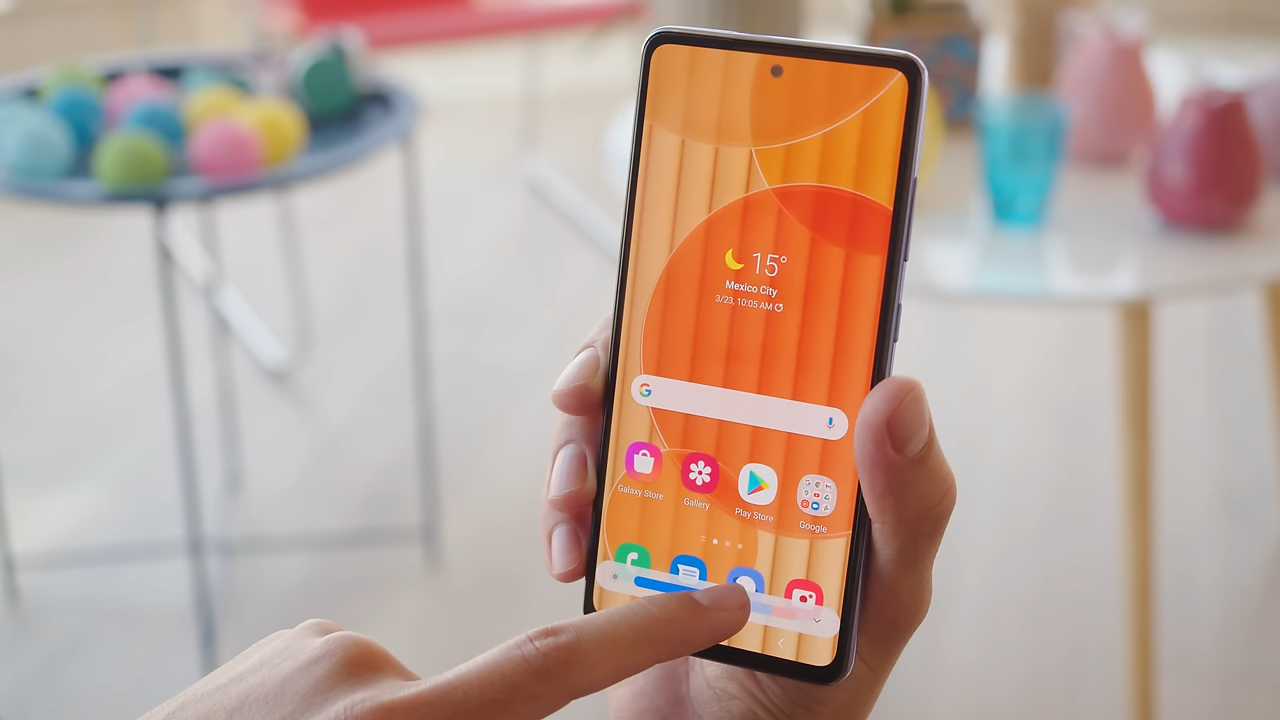 15°
Mexico City
3/23, 10:05 AM
G
Galaxy Store
Gallery
Play Store
Google